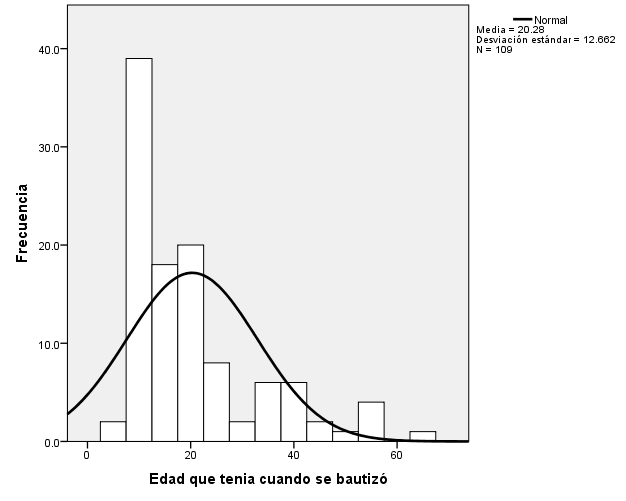 Normal
Media = 20.28
Desviación estándar = 12.662
N = 109
40.0
30.0
20.0
10.0
0.0
Frecuencia
0 20 40 60
Edad que tenia cuando se bautizó